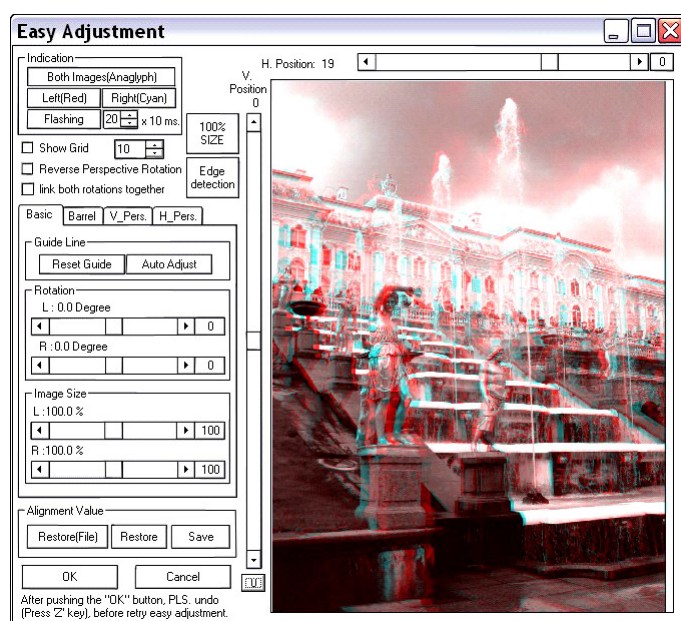 Easy Adjustment
Indication
Both Images(Anaglyph)
Left(Red) Right(Cyan)
Flashing 20 x 10 ms.
H. Position: 19 0
V.
Position
0
100%
SIZE
Show Grid 10
Reverse Perspective Rotation
link both rotations together
Edge
detection
Basic Barrel V_Pers. H_Pers.
Guide Line
Reset Guide Auto Adjust
Rotation
L : 0.0 Degree
0
R :0.0 Degree
0
Image Size
L :100.0 %
100
R :100.0 %
100
Alignment Value
Restore(File) Restore Save
OK Cancel
After pushing the "OK" button, PLS. undo
(Press 'Z' key), before retry easy adjustment.